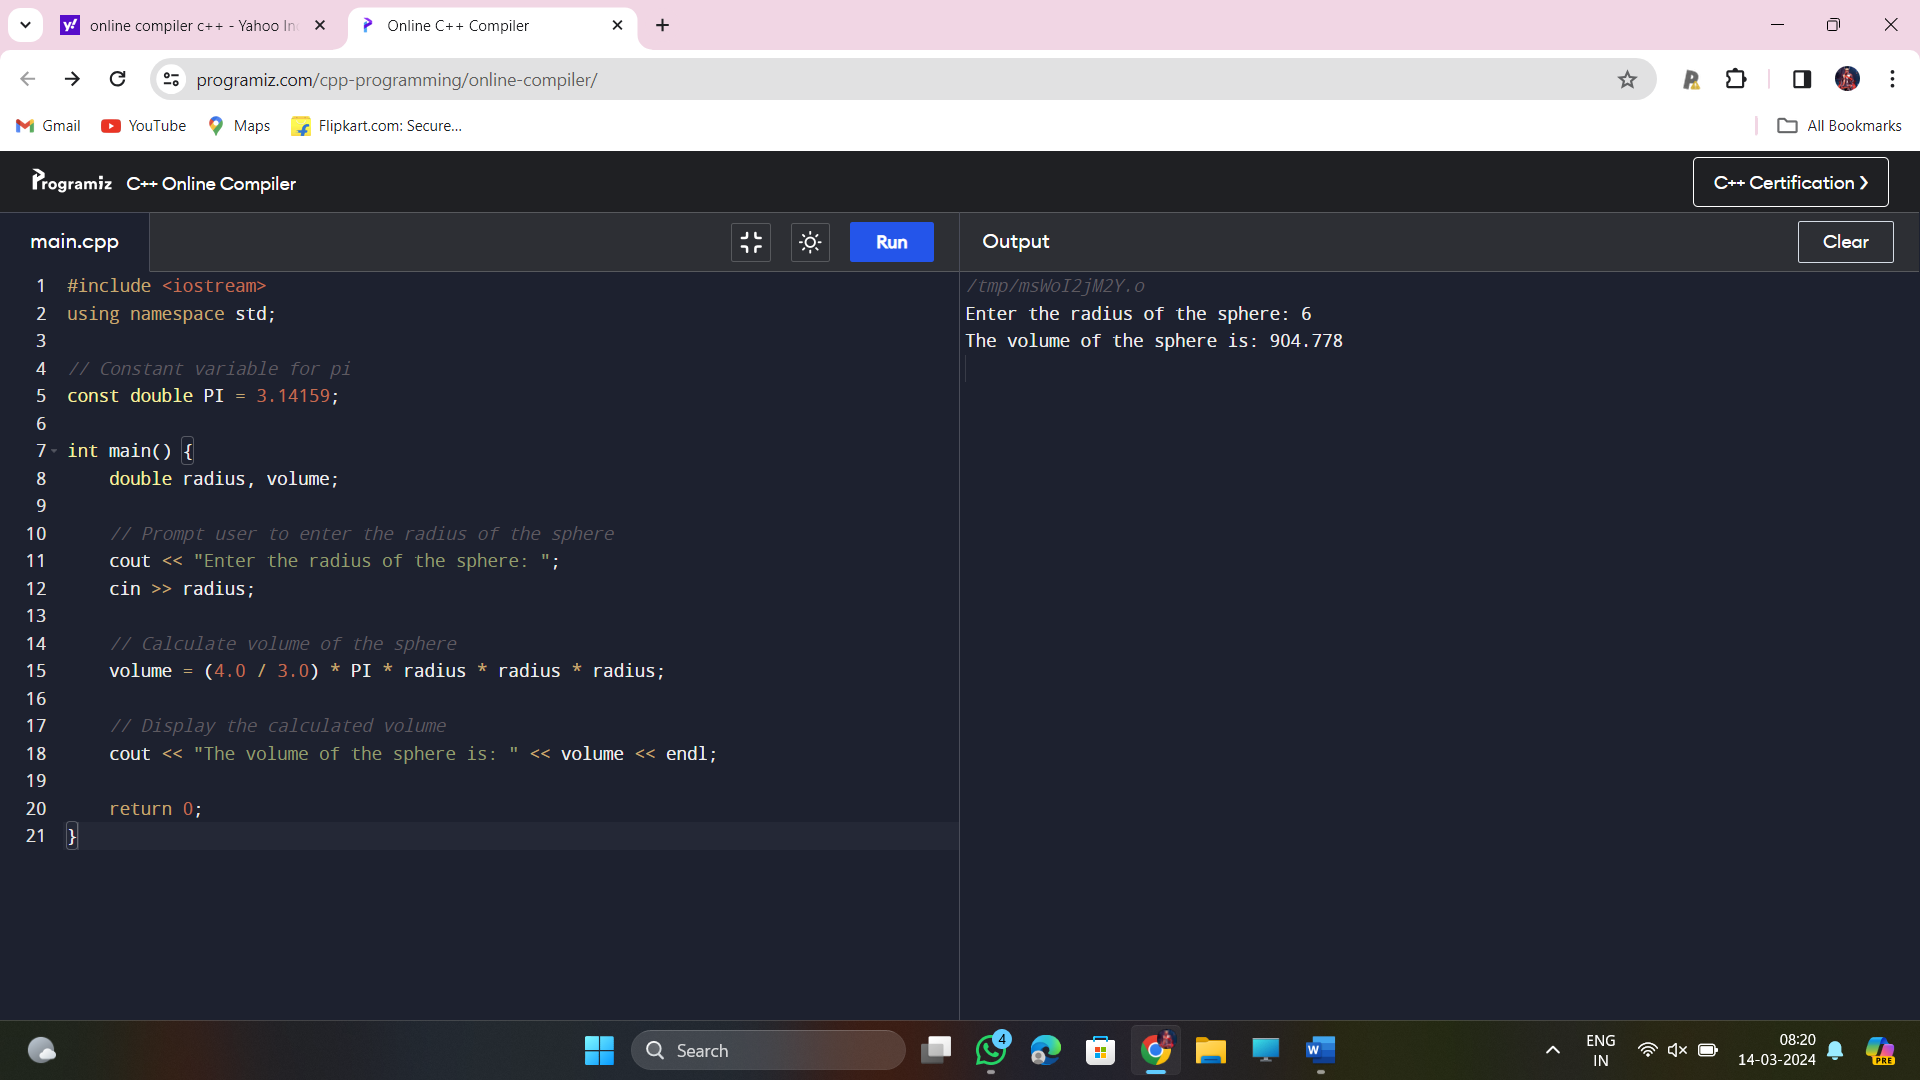 online compiler c++ - Yahoo In
Online C++ Compiler
programiz.com/cpp-programming/online-compiler/
Gmail
YouTube
Maps
Flipkart.com: Secure...
All Bookmarks
Programiz
C++ Online Compiler
C++ Certification ❯
main.cpp
Run
Output
Clear
1 #include <iostream>
2 using namespace std;
3
4 // Constant variable for pi
5 const double PI = 3.14159;
6
7 int main() {
8     double radius, volume;
9
10     // Prompt user to enter the radius of the sphere
11     cout << "Enter the radius of the sphere: ";
12     cin >> radius;
13
14     // Calculate volume of the sphere
15     volume = (4.0 / 3.0) * PI * radius * radius * radius;
16
17     // Display the calculated volume
18     cout << "The volume of the sphere is: " << volume << endl;
19
20     return 0;
21 }
/tmp/msWoI2jM2Y.o
Enter the radius of the sphere: 6
The volume of the sphere is: 904.778
Search
4
W
ENG
IN
08:20
14-03-2024
PRE